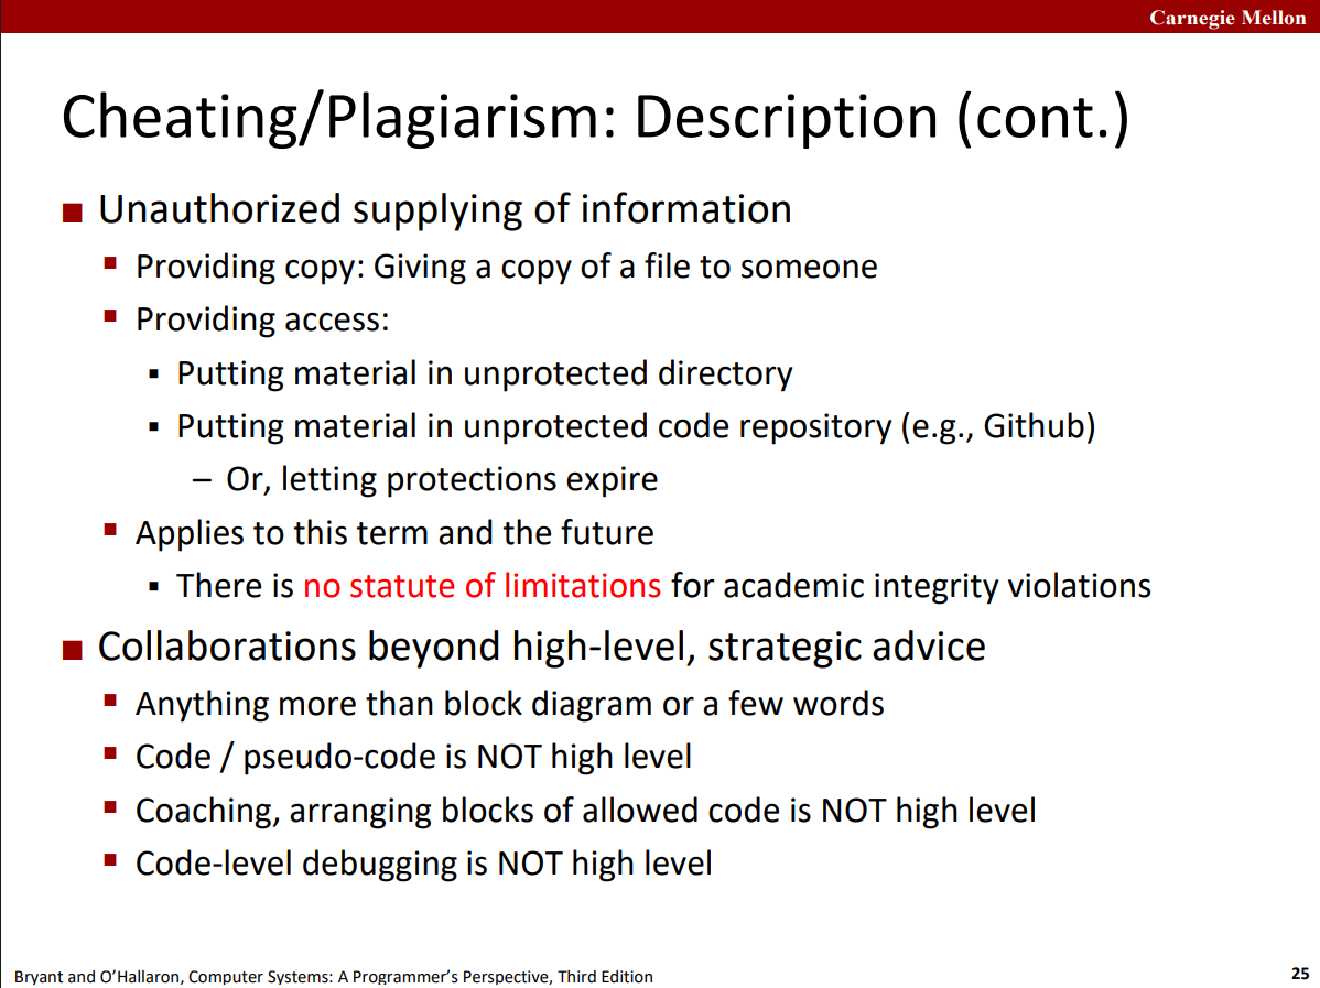 Carnegie Mellon
Cheating/Plagiarism: Description (cont.)
■ Unauthorized supplying of information
▪ Providing copy: Giving a copy of a file to someone
▪ Providing access:
▪ Putting material in unprotected directory
▪ Putting material in unprotected code repository (e.g., Github)
– Or, letting protections expire
▪ Applies to this term and the future
▪ There is no statute of limitations for academic integrity violations
■ Collaborations beyond high-level, strategic advice
▪ Anything more than block diagram or a few words
▪ Code / pseudo-code is NOT high level
▪ Coaching, arranging blocks of allowed code is NOT high level
▪ Code-level debugging is NOT high level
Bryant and O’Hallaron, Computer Systems: A Programmer’s Perspective, Third Edition
25